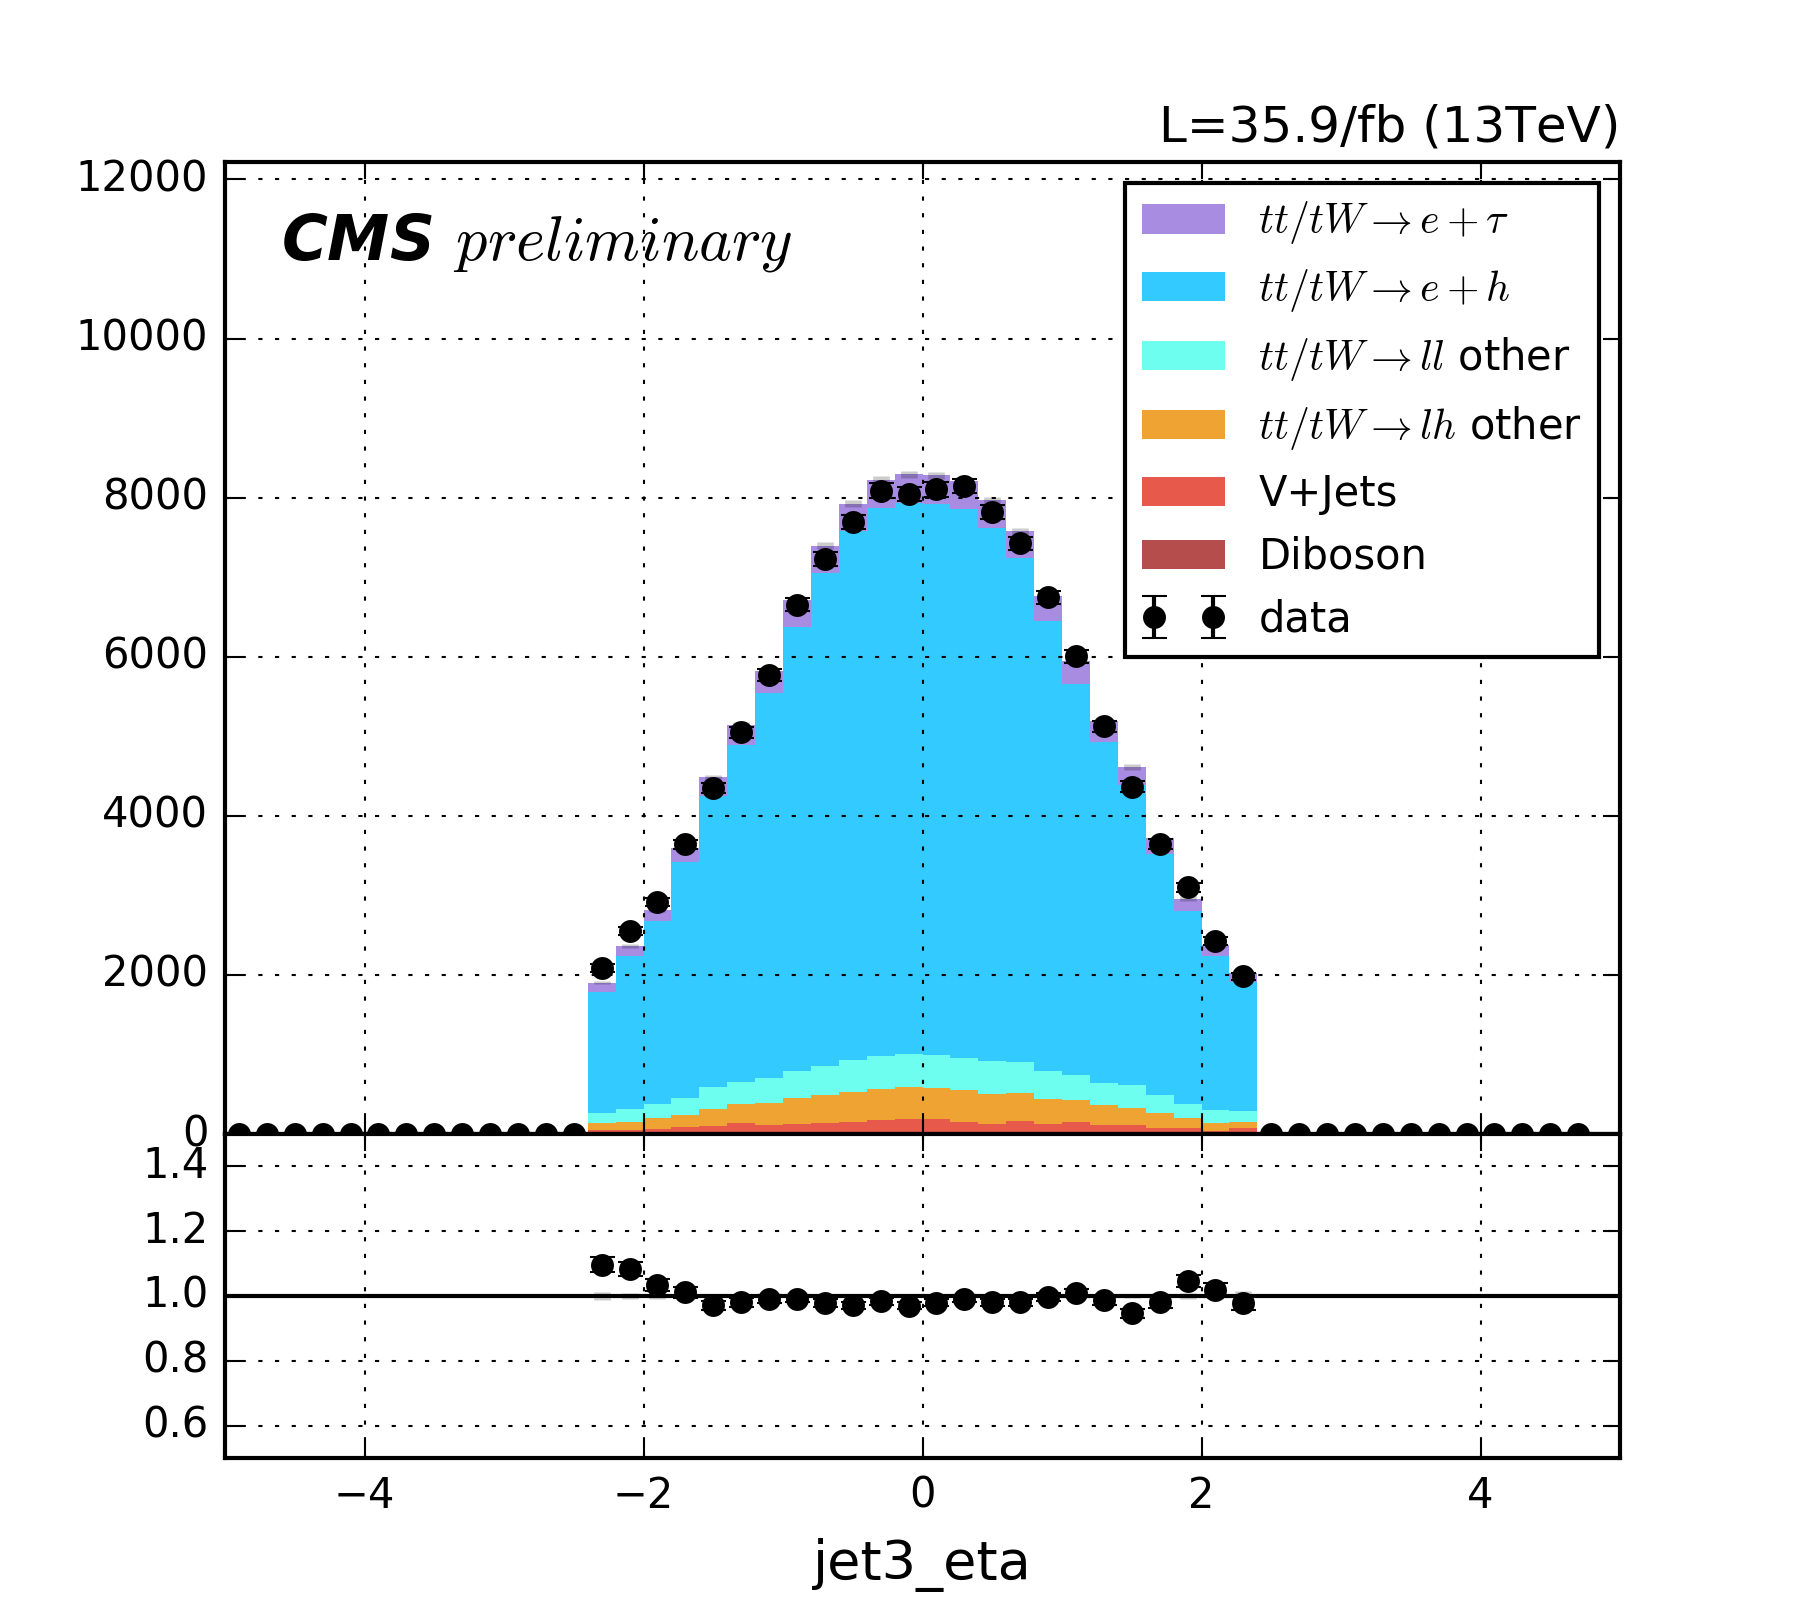 L=35.9/fb (13TeV)
CMS preliminary
12000
10000
8000
6000
4000
2000
0
tt/tW→e+τ
tt/tW→e+h
tt/tW→ll other
tt/tW→lh other
V+Jets
Diboson
data
1.4
1.2
1.0
0.8
0.6
−4 −2 0 2 4
jet3_eta